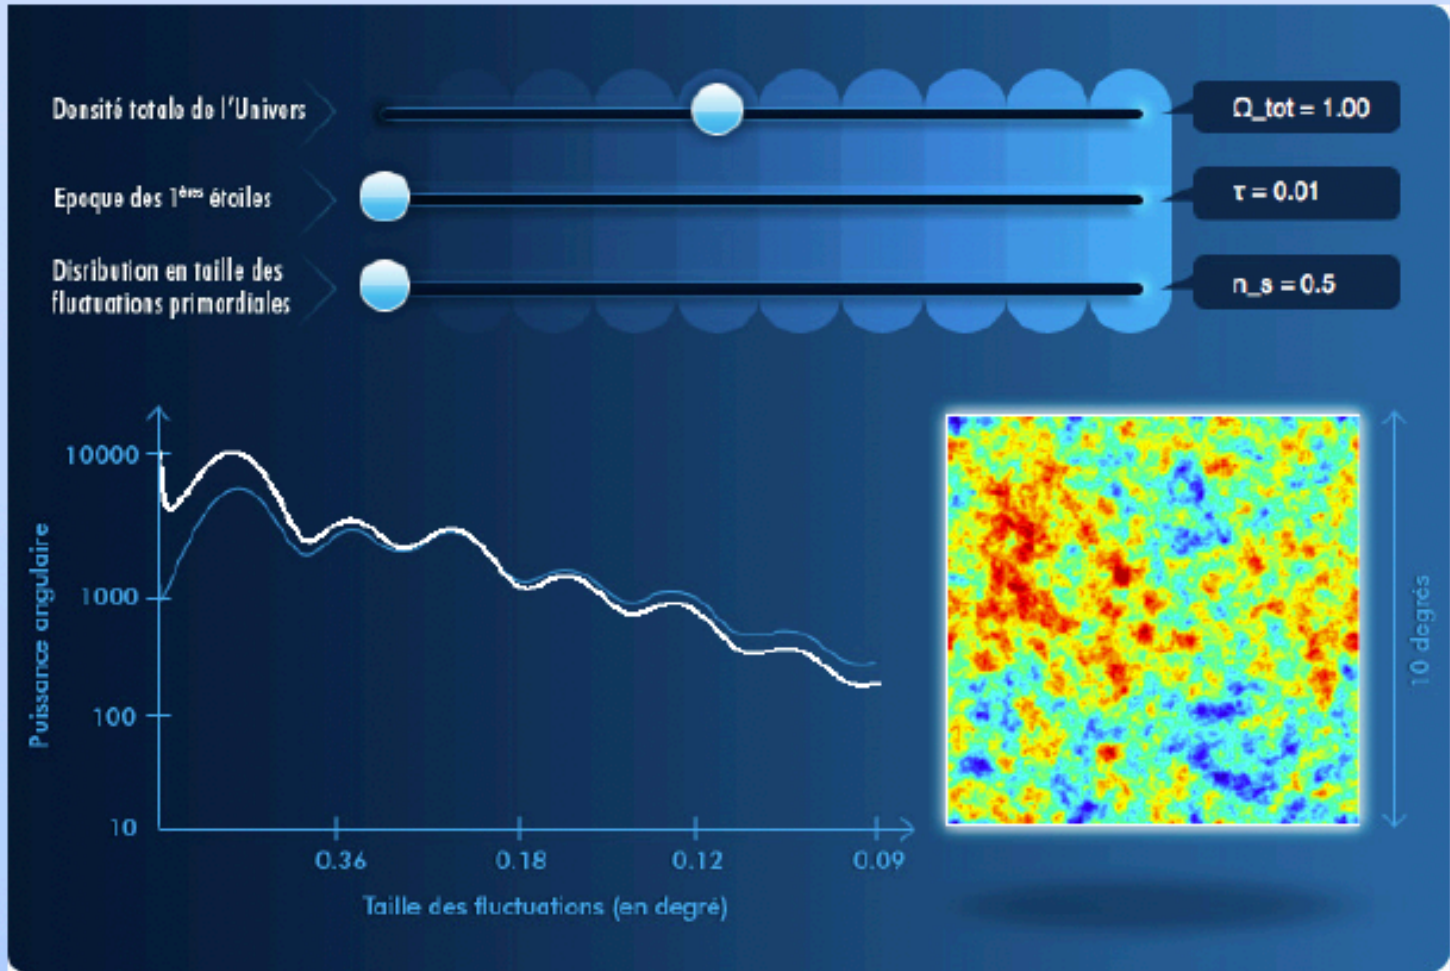 Densité totale de l'Univers
Ω_tot = 1.00
Epoque des 1ères étoiles
τ = 0.01
Disribution en taille des
fluctuations primordiales
n_s = 0.5
Puissance angulaire
10000
1000
100
10
0.36
0.18
0.12
0.09
Taille des fluctuations (en degré)
10 degrés